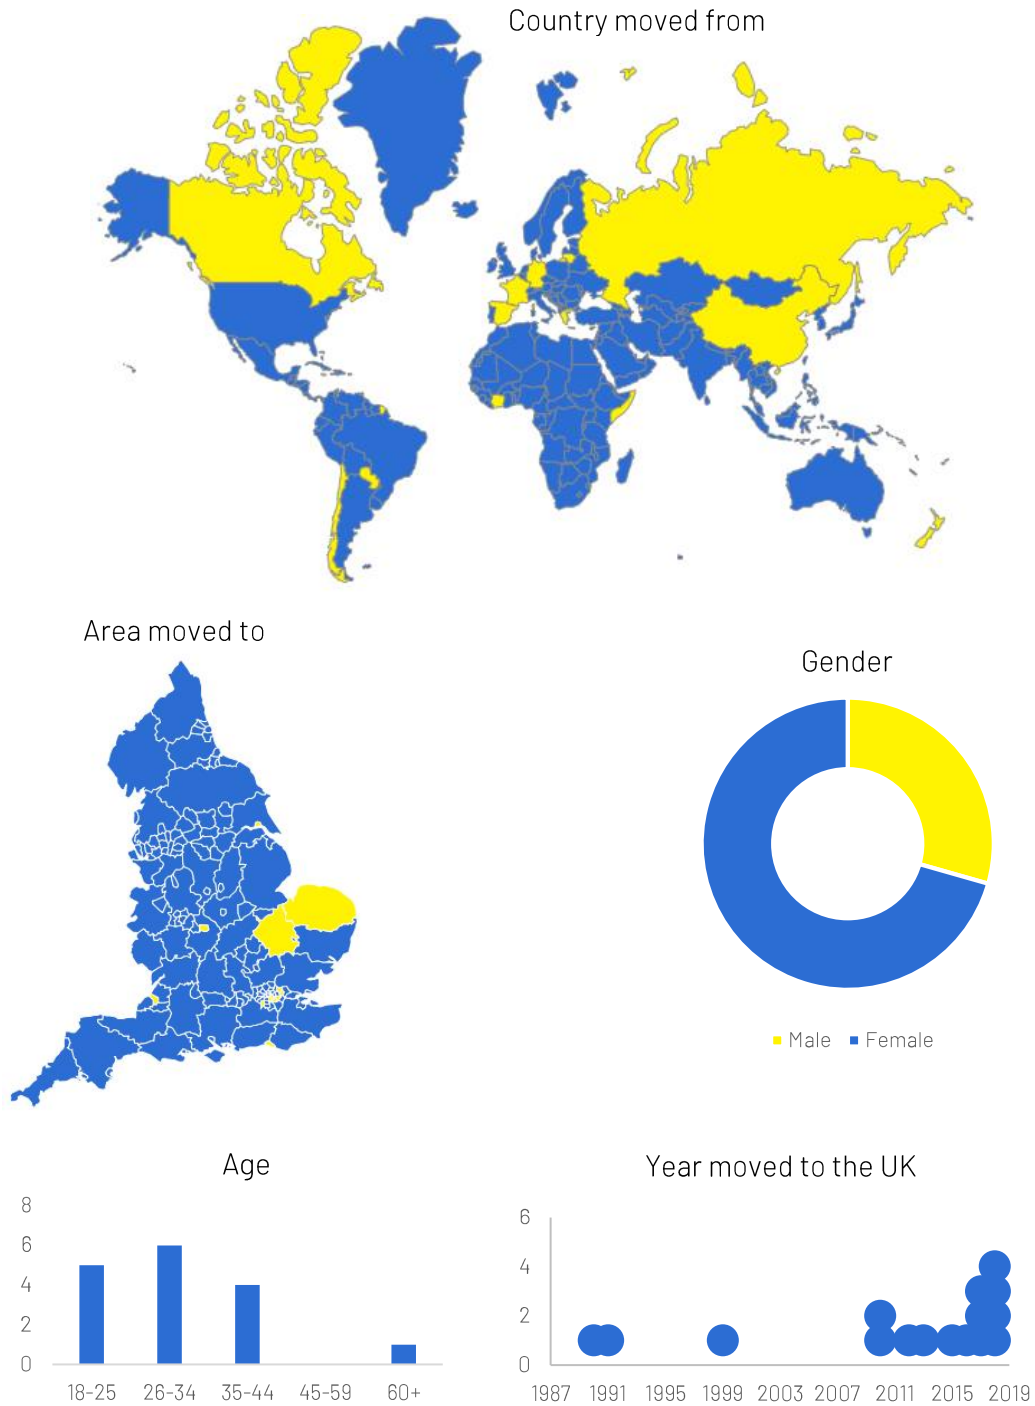 Country moved from
Area moved to
Gender
Male Female
Age
8
6
4
2
0
18-25 26-34 35-44 45-59 60+
Year moved to the UK
6
4
2
0
1987 1991 1995 1999 2003 2007 2011 2015 2019